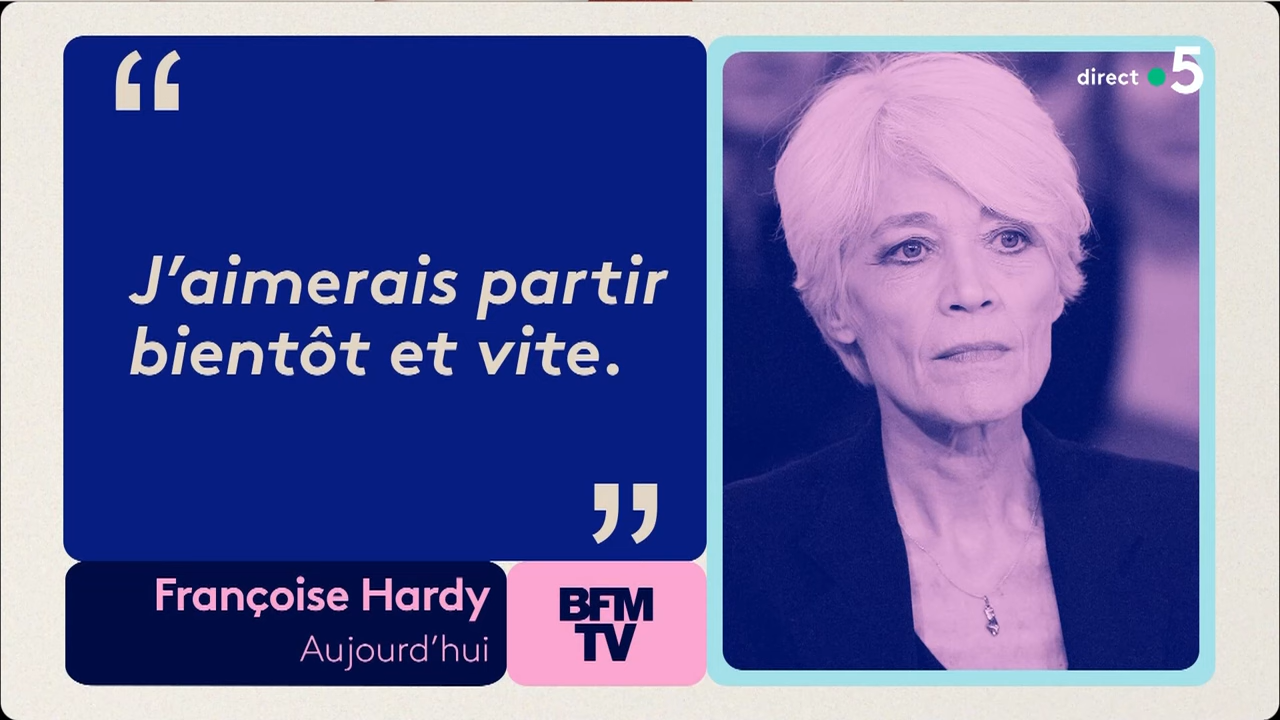 “
J’aimerais partir
bientôt et vite.
”
Françoise Hardy
Aujourd’hui
BFM
TV
direct 5